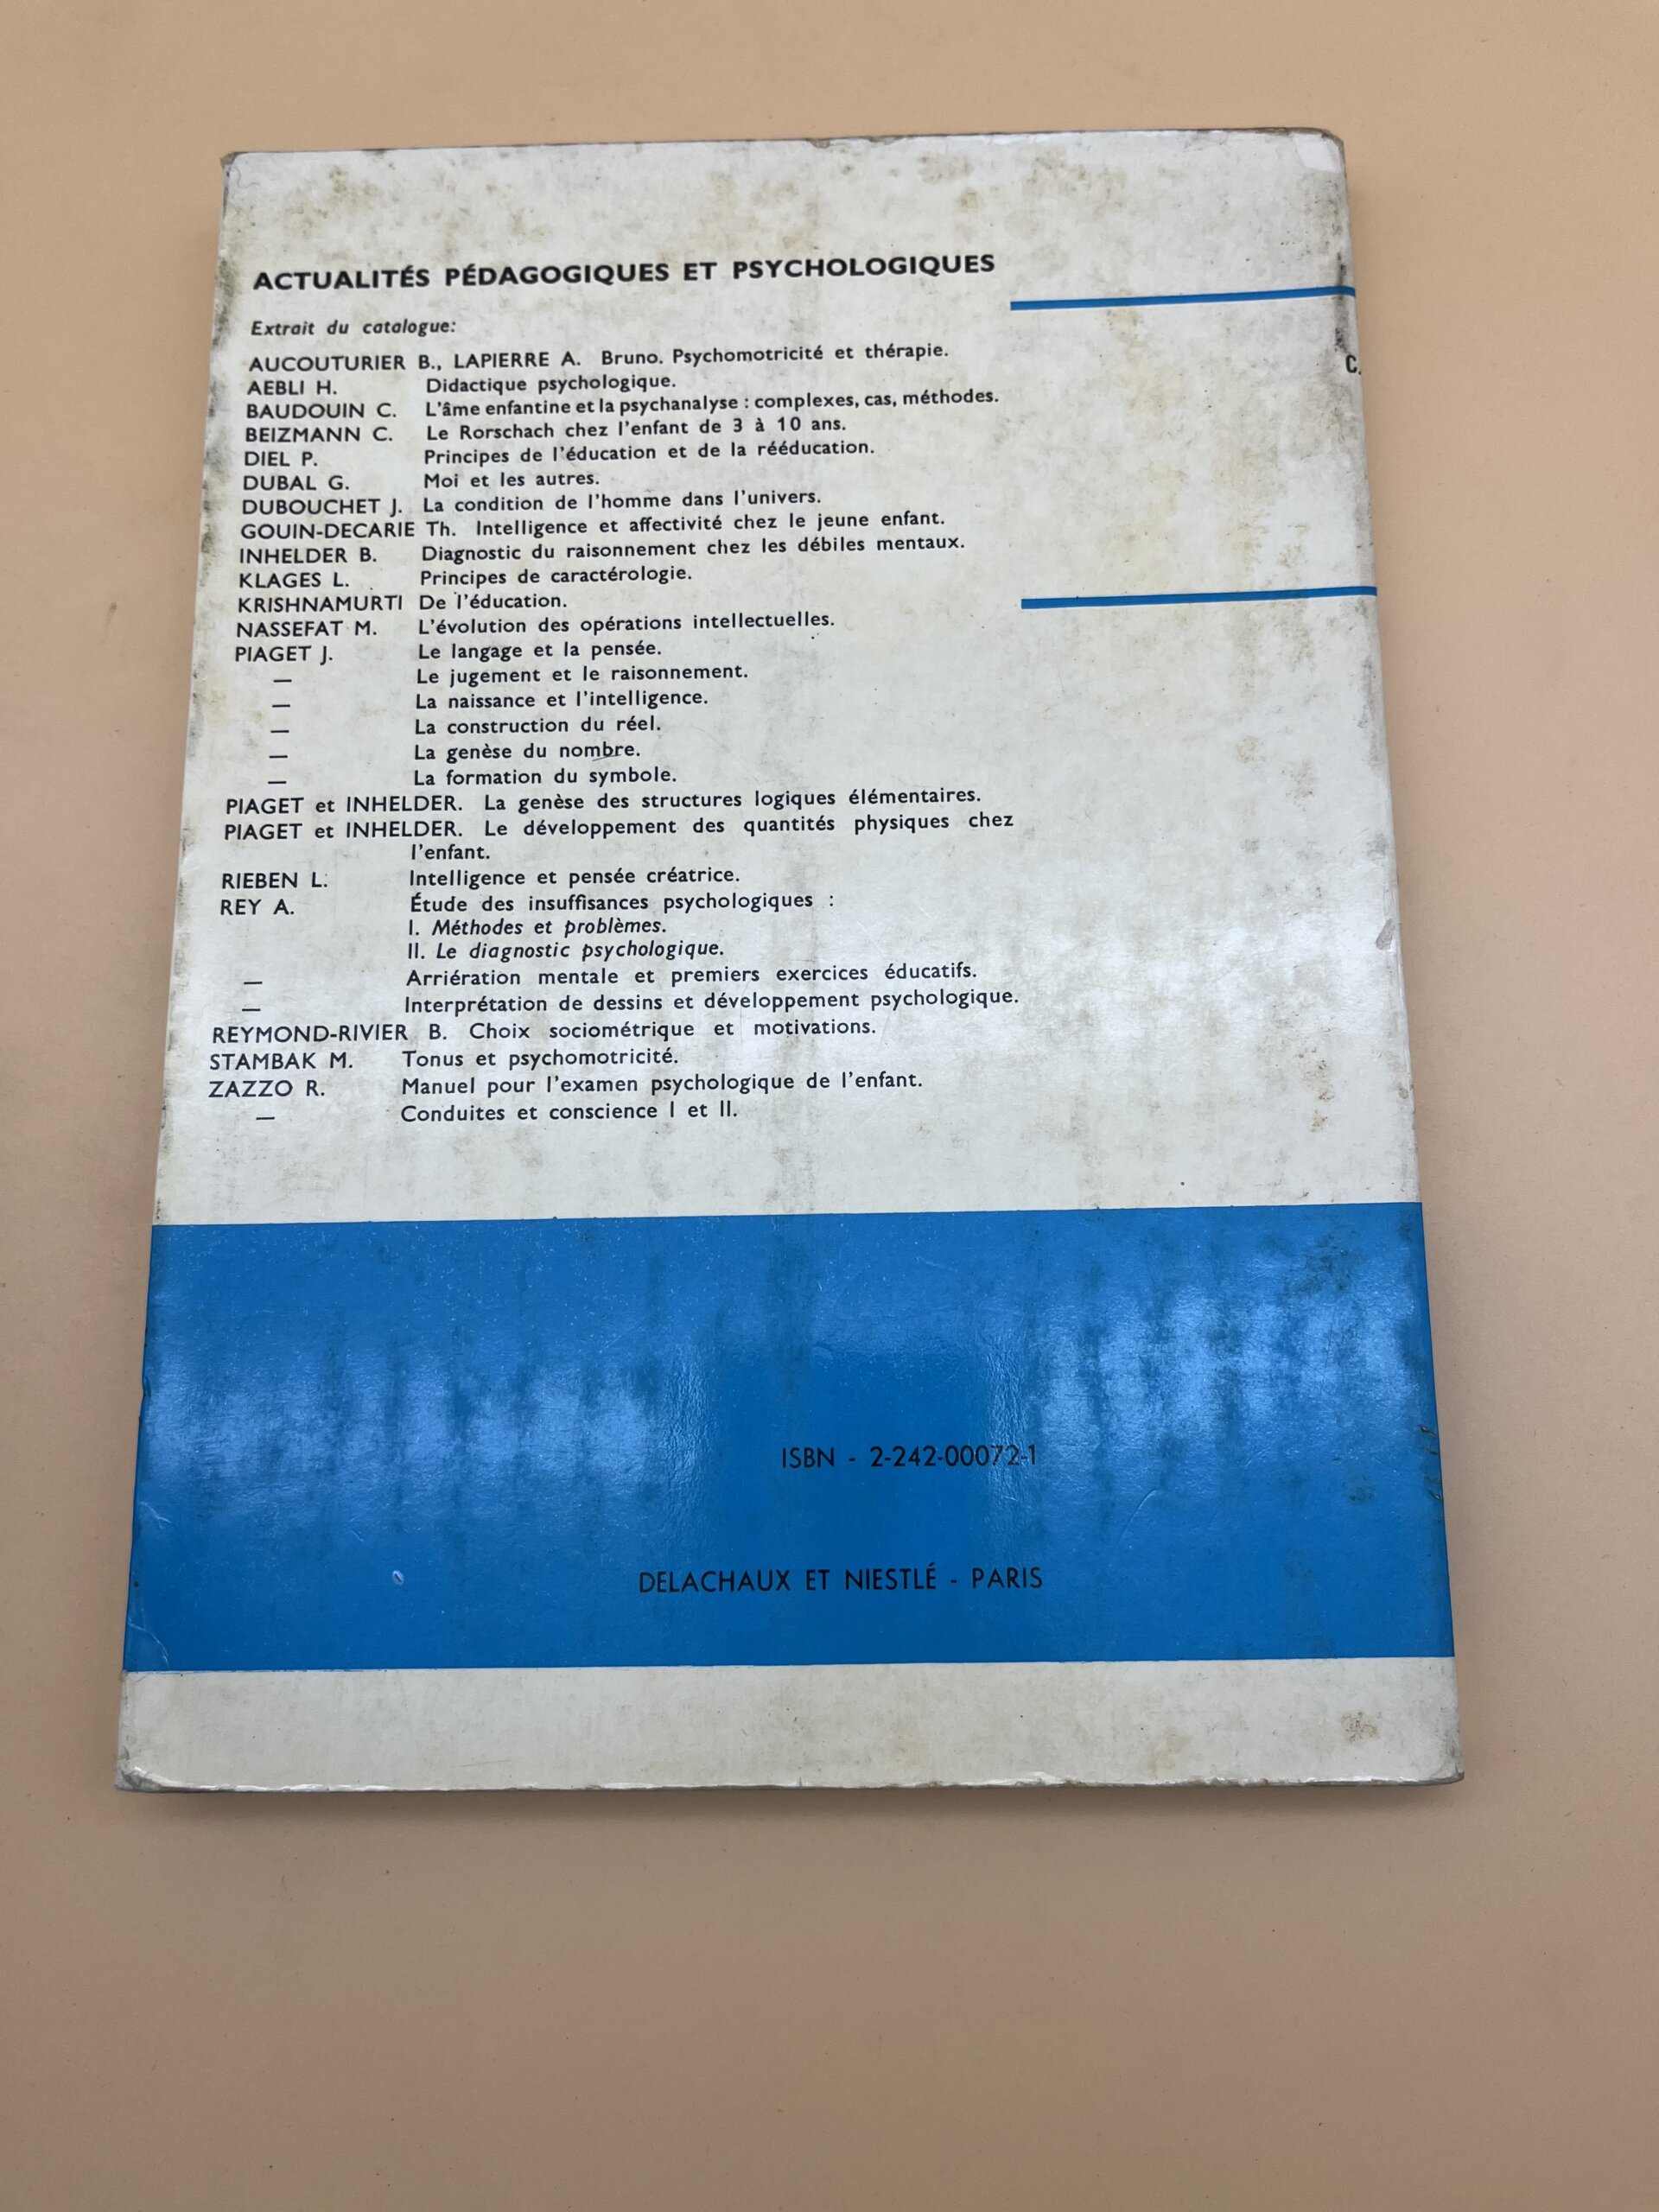 ACTUALITÉS PÉDAGOGIQUES ET PSYCHOLOGIQUES
Extrait du catalogue:
AUCOUTURIER B., LAPIERRE A. Bruno. Psychomotricité et thérapie.
AEBLI H. Didactique psychologique.
BAUDOUIN C. L'âme enfantine et la psychanalyse : complexes, cas, méthodes.
BEIZMANN C. Le Rorschach chez l'enfant de 3 à 10 ans.
DIEL P. Principes de l'éducation et de la rééducation.
DUBAL G. Moi et les autres.
DUBOUCHET J. La condition de l'homme dans l'univers.
GOUIN-DECARIE Th. Intelligence et affectivité chez le jeune enfant.
INHELDER B. Diagnostic du raisonnement chez les débiles mentaux.
KLAGES L. Principes de caractérologie.
KRISHNAMURTI De l'éducation.
NASSEFAT M. L'évolution des opérations intellectuelles.
PIAGET J. Le langage et la pensée.
— Le jugement et le raisonnement.
— La naissance et l'intelligence.
— La construction du réel.
— La genèse du nombre.
— La formation du symbole.
PIAGET et INHELDER. La genèse des structures logiques élémentaires.
PIAGET et INHELDER. Le développement des quantités physiques chez
l'enfant.
RIEBEN L. Intelligence et pensée créatrice.
REY A. Étude des insuffisances psychologiques :
I. Méthodes et problèmes.
II. Le diagnostic psychologique.
— Arriération mentale et premiers exercices éducatifs.
— Interprétation de dessins et développement psychologique.
REYMOND-RIVIER B. Choix sociométrique et motivations.
STAMBAK M. Tonus et psychomotricité.
ZAZZO R. Manuel pour l'examen psychologique de l'enfant.
— Conduites et conscience I et II.
C.
ISBN - 2-242-00072-1
DELACHAUX ET NIESTLÉ - PARIS